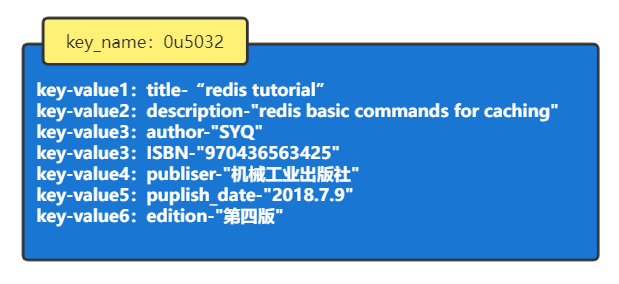 key_name：0u5032
key-value1：title-“redis tutorial”
key-value2：description-"redis basic commands for caching"
key-value3：author-"SYQ"
key-value3：ISBN-"970436563425"
key-value4：publiser-"机械工业出版社"
key-value5：puplish_date-"2018.7.9"
key-value6：edition-"第四版"